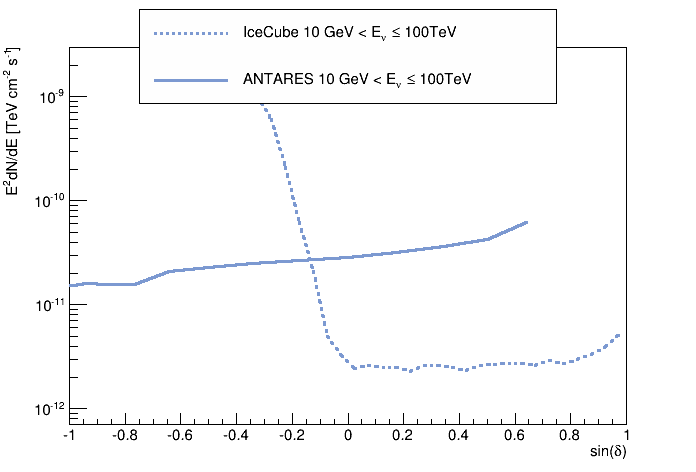 IceCube 10 GeV < Eν ≤ 100TeV
ANTARES 10 GeV < Eν ≤ 100TeV
E²dN/dE [TeV cm⁻² s⁻¹]
10⁻⁹
10⁻¹⁰
10⁻¹¹
10⁻¹²
-1 -0.8 -0.6 -0.4 -0.2 0 0.2 0.4 0.6 0.8 1
sin(δ)